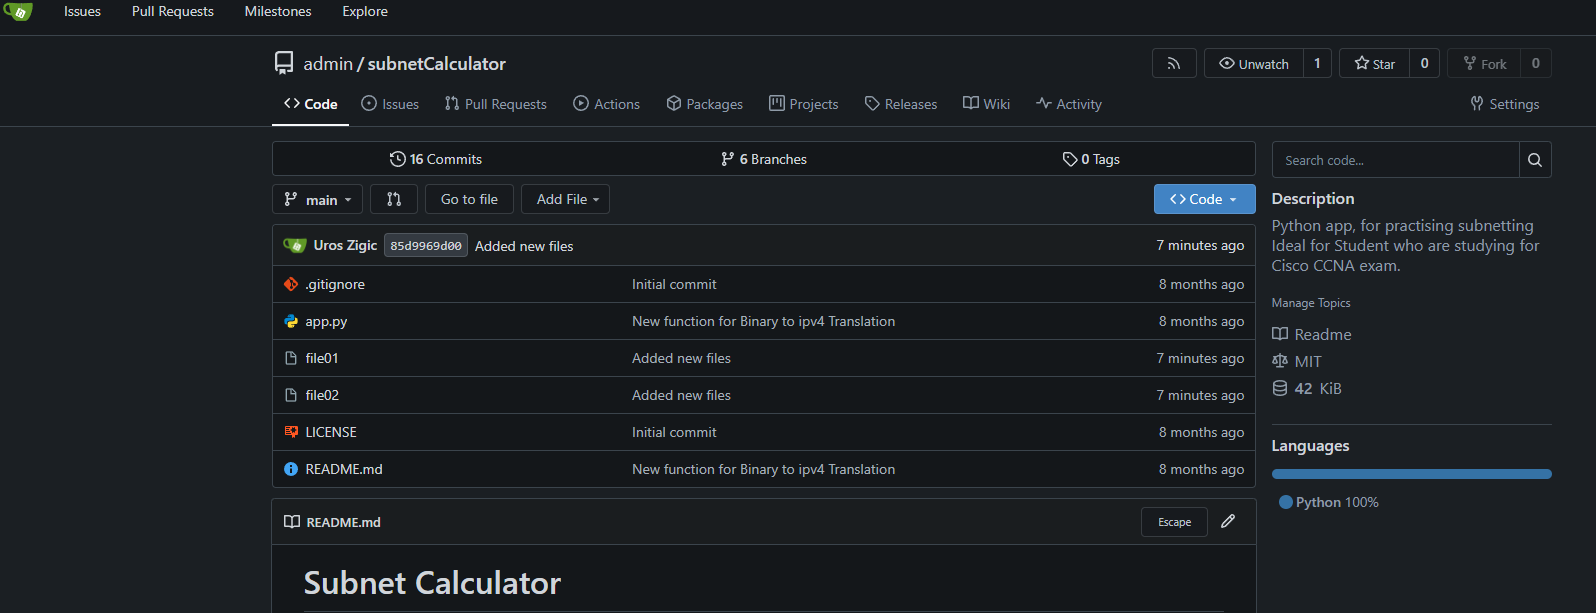 Issues Pull Requests Milestones Explore
admin / subnetCalculator
Unwatch 1 Star 0 Fork 0
Code Issues Pull Requests Actions Packages Projects Releases Wiki Activity Settings
16 Commits 6 Branches 0 Tags
Search code...
main Go to file Add File Code
Description
Python app, for practising subnetting
Ideal for Student who are studying for
Cisco CCNA exam.
Uros Zigic 85d9969d00 Added new files 7 minutes ago
.gitignore Initial commit 8 months ago
app.py New function for Binary to ipv4 Translation 8 months ago
file01 Added new files 7 minutes ago
file02 Added new files 7 minutes ago
LICENSE Initial commit 8 months ago
README.md New function for Binary to ipv4 Translation 8 months ago
Manage Topics
Readme
MIT
42 KiB
Languages
Python 100%
README.md Escape
Subnet Calculator